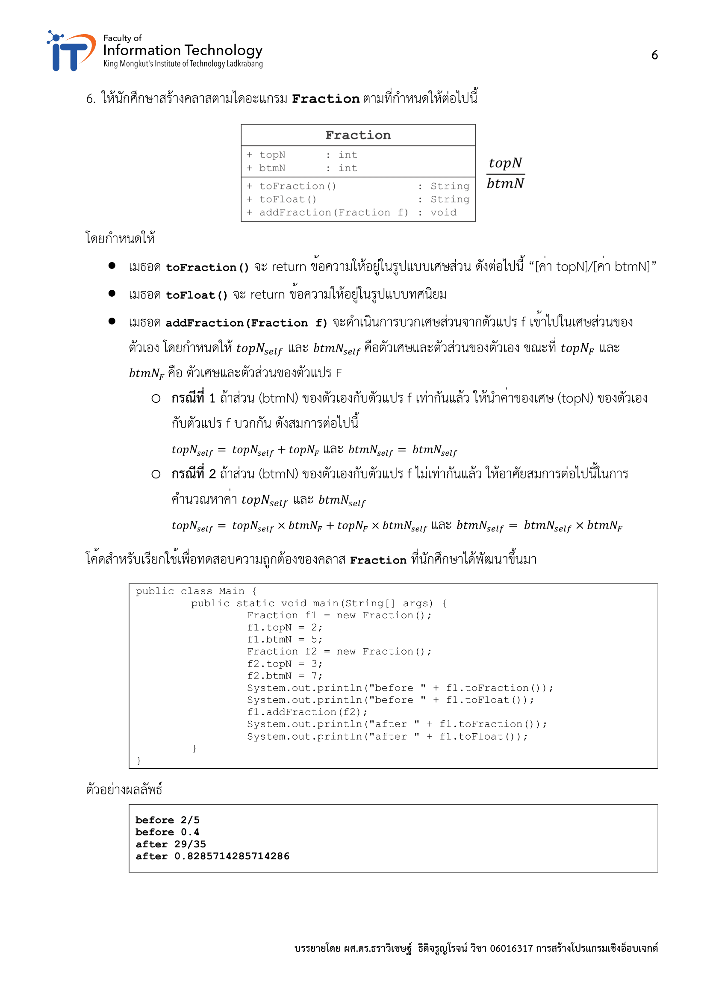 Faculty of
Information Technology
King Mongkut's Institute of Technology Ladkrabang
6
6. ให้นักศึกษาสร้างคลาสตามไดอะแกรม Fraction ตามที่กำหนดให้ต่อไปนี้
Fraction
+ topN : int
+ btmN : int
topN
btmN
+ toFraction() : String
+ toFloat() : String
+ addFraction(Fraction f) : void
โดยกำหนดให้
● เมธอด toFraction() จะ return ข้อความให้อยู่ในรูปแบบเศษส่วน ดังต่อไปนี้ “[ค่า topN]/[ค่า btmN]”
● เมธอด toFloat() จะ return ข้อความให้อยู่ในรูปแบบทศนิยม
● เมธอด addFraction(Fraction f) จะดำเนินการบวกเศษส่วนจากตัวแปร f เข้าไปในเศษส่วนของ
ตัวเอง โดยกำหนดให้ topN_self และ btmN_self คือตัวเศษและตัวส่วนของตัวเอง ขณะที่ topN_F และ
btmN_F คือ ตัวเศษและตัวส่วนของตัวแปร F
○ กรณีที่ 1 ถ้าส่วน (btmN) ของตัวเองกับตัวแปร f เท่ากันแล้ว ให้นำค่าของเศษ (topN) ของตัวเอง
กับตัวแปร f บวกกัน ดังสมการต่อไปนี้
topN_self = topN_self + topN_F และ btmN_self = btmN_self
○ กรณีที่ 2 ถ้าส่วน (btmN) ของตัวเองกับตัวแปร f ไม่เท่ากันแล้ว ให้อาศัยสมการต่อไปนี้ในการ
คำนวณหาค่า topN_self และ btmN_self
topN_self = topN_self × btmN_F + topN_F × btmN_self และ btmN_self = btmN_self × btmN_F
โค้ดสำหรับเรียกใช้เพื่อทดสอบความถูกต้องของคลาส Fraction ที่นักศึกษาได้พัฒนาขึ้นมา
public class Main {
public static void main(String[] args) {
Fraction f1 = new Fraction();
f1.topN = 2;
f1.btmN = 5;
Fraction f2 = new Fraction();
f2.topN = 3;
f2.btmN = 7;
System.out.println("before " + f1.toFraction());
System.out.println("before " + f1.toFloat());
f1.addFraction(f2);
System.out.println("after " + f1.toFraction());
System.out.println("after " + f1.toFloat());
}
}
ตัวอย่างผลลัพธ์
before 2/5
before 0.4
after 29/35
after 0.8285714285714286
บรรยายโดย ผศ.ดร.ธราวิเชษฐ์ ธิติจรูญโรจน์ วิชา 06016317 การสร้างโปรแกรมเชิงอ็อบเจกต์